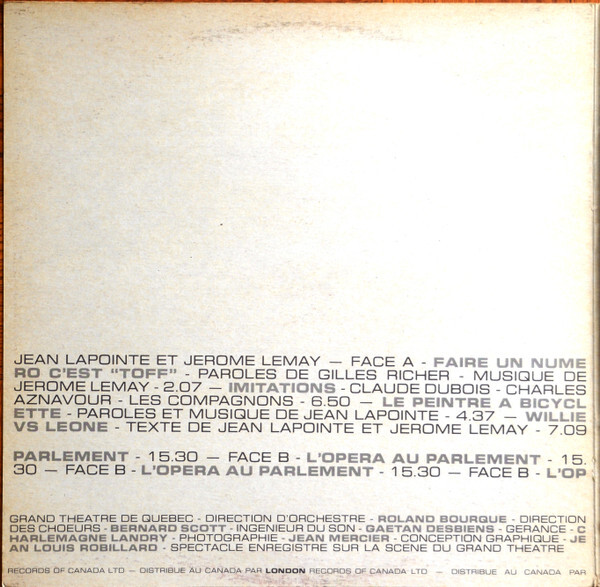 JEAN LAPOINTE ET JEROME LEMAY — FACE A - FAIRE UN NUME
RO C'EST "TOFF" - PAROLES DE GILLES RICHER - MUSIQUE DE
JEROME LEMAY - 2.07 — IMITATIONS - CLAUDE DUBOIS - CHARLES
AZNAVOUR - LES COMPAGNONS - 6.50 — LE PEINTRE A BICYCL
ETTE - PAROLES ET MUSIQUE DE JEAN LAPOINTE - 4.37 — WILLIE
VS LEONE - TEXTE DE JEAN LAPOINTE ET JEROME LEMAY - 7.09
PARLEMENT — 15.30 — FACE B - L'OPERA AU PARLEMENT - 15.
30 — FACE B - L'OPERA AU PARLEMENT - 15.30 — FACE B - L'OP
GRAND THEATRE DE QUEBEC - DIRECTION D'ORCHESTRE - ROLAND BOURQUE - DIRECTION
DES CHOEURS - BERNARD SCOTT - INGENIEUR DU SON - GAETAN DESBIENS - GERANCE - C
HARLEMAGNE LANDRY - PHOTOGRAPHIE - JEAN MERCIER - CONCEPTION GRAPHIQUE - JE
AN LOUIS ROBILLARD - SPECTACLE ENREGISTRE SUR LA SCENE DU GRAND THEATRE
RECORDS OF CANADA LTD — DISTRIBUE AU CANADA PAR LONDON RECORDS OF CANADA LTD — DISTRIBUE AU CANADA PAR